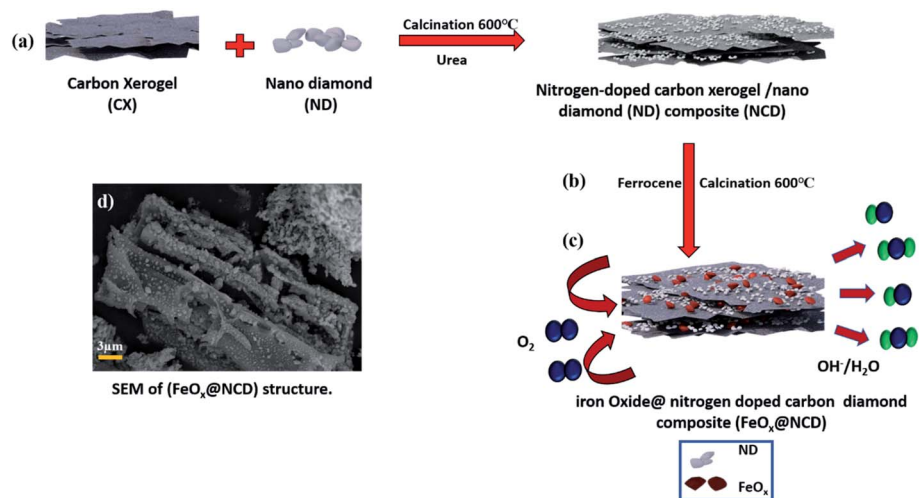 (a)
Carbon Xerogel
(CX)
Nano diamond
(ND)
Calcination 600°C
Urea
Nitrogen-doped carbon xerogel /nano
diamond (ND) composite (NCD)
(b)
Ferrocene
Calcination 600°C
d)
3µm
SEM of (FeOx@NCD) structure.
(c)
O2
OH-/H2O
iron Oxide@ nitrogen doped carbon diamond
composite (FeOx@NCD)
ND
FeOx